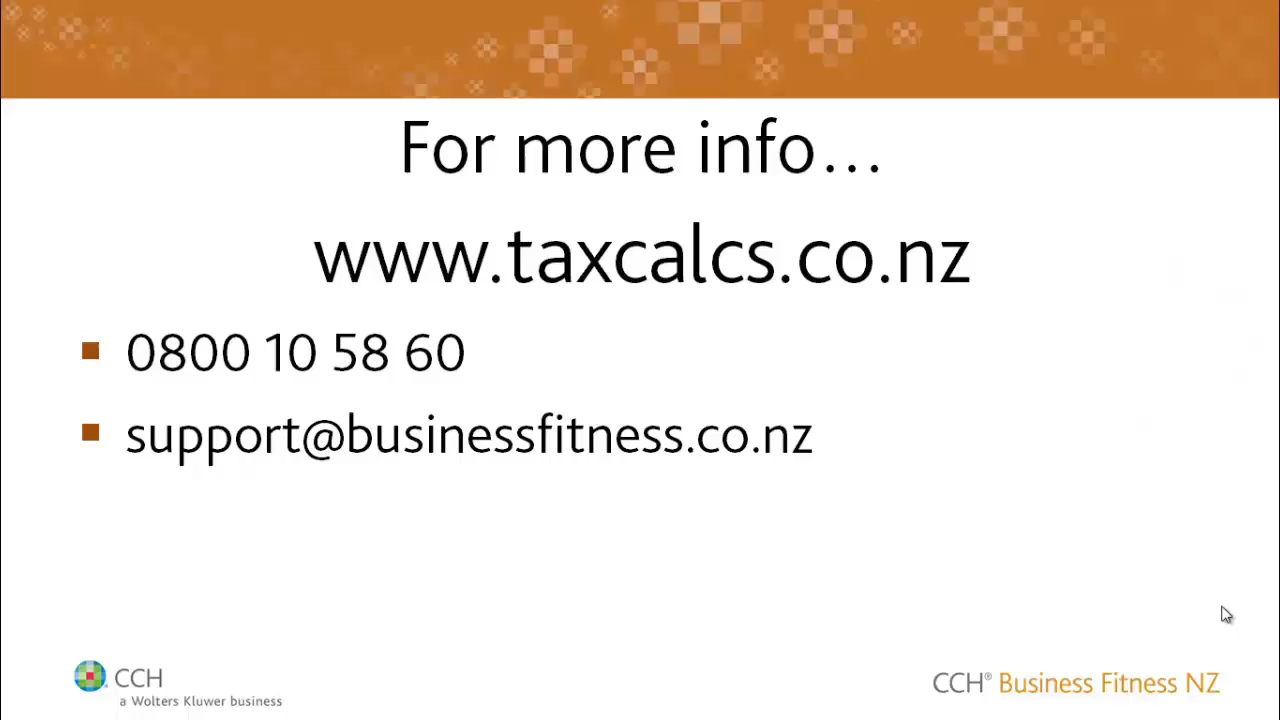 For more info…
www.taxcalcs.co.nz
0800 10 58 60
support@businessfitness.co.nz
CCH
a Wolters Kluwer business
CCH® Business Fitness NZ